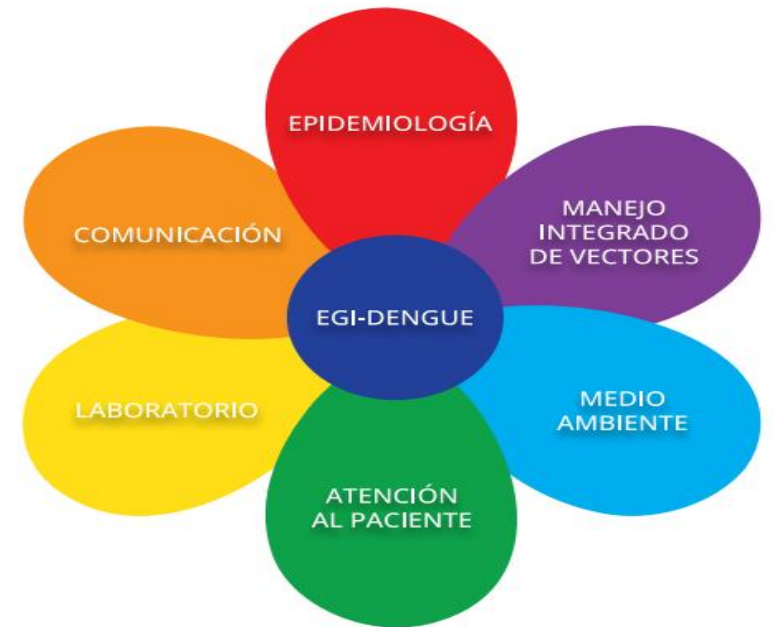 EPIDEMIOLOGÍA
COMUNICACIÓN
MANEJO
INTEGRADO
DE VECTORES
EGI-DENGUE
LABORATORIO
MEDIO
AMBIENTE
ATENCIÓN
AL PACIENTE